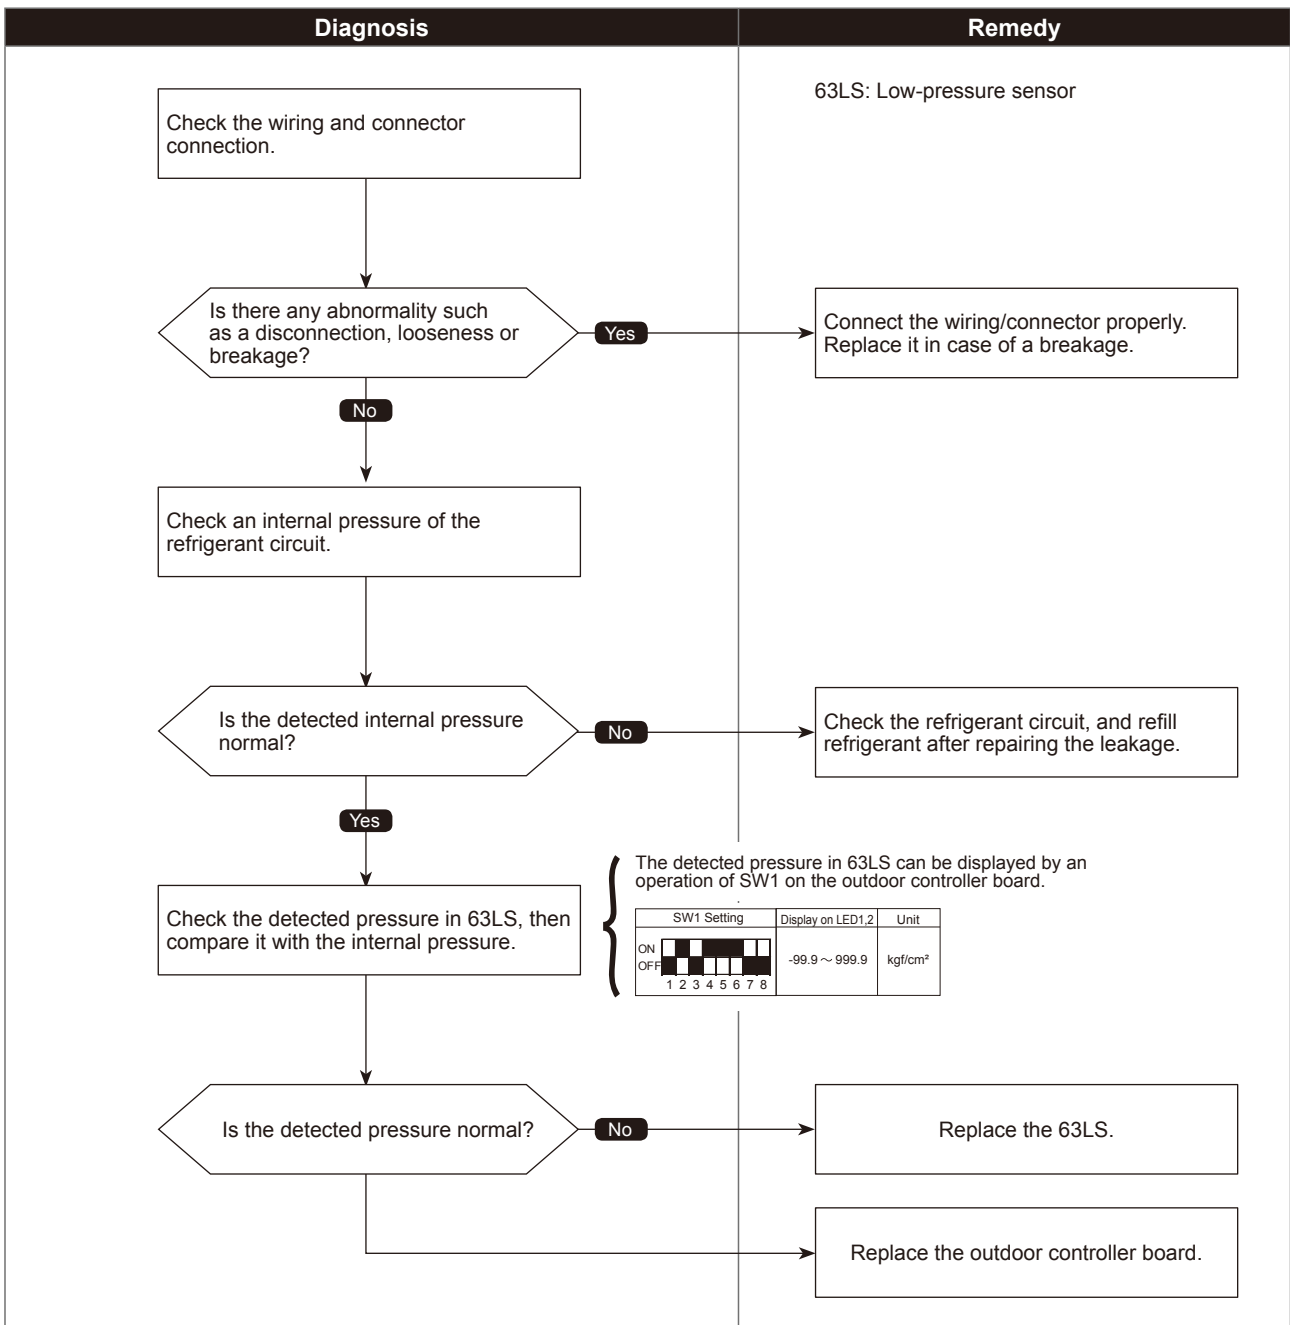 Diagnosis
Remedy
63LS: Low-pressure sensor
Check the wiring and connector
connection.
Is there any abnormality such
as a disconnection, looseness or
breakage?
Yes
Connect the wiring/connector properly.
Replace it in case of a breakage.
No
Check an internal pressure of the
refrigerant circuit.
Is the detected internal pressure
normal?
No
Check the refrigerant circuit, and refill
refrigerant after repairing the leakage.
Yes
Check the detected pressure in 63LS, then
compare it with the internal pressure.
The detected pressure in 63LS can be displayed by an
operation of SW1 on the outdoor controller board.
SW1 Setting
Display on LED1,2
Unit
ON
OFF
1 2 3 4 5 6 7 8
-99.9～999.9
kgf/cm²
Is the detected pressure normal?
No
Replace the 63LS.
Replace the outdoor controller board.